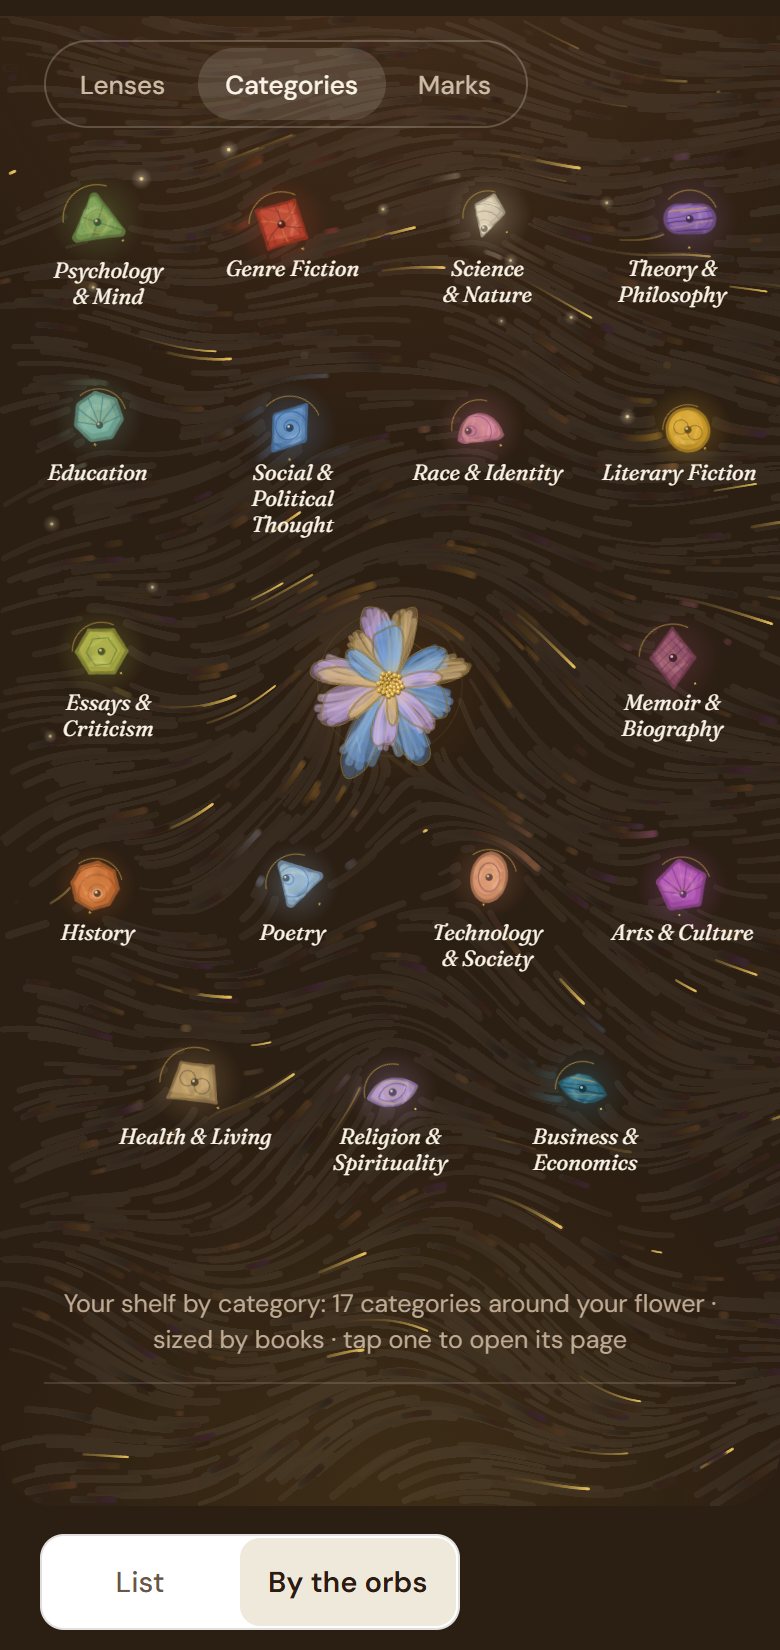 Lenses
Categories
Marks
Psychology
& Mind
Genre Fiction
Science
& Nature
Theory &
Philosophy
Education
Social &
Political
Thought
Race & Identity
Literary Fiction
Essays &
Criticism
Memoir &
Biography
History
Poetry
Technology
& Society
Arts & Culture
Health & Living
Religion &
Spirituality
Business &
Economics
Your shelf by category: 17 categories around your flower ·
sized by books · tap one to open its page
List
By the orbs